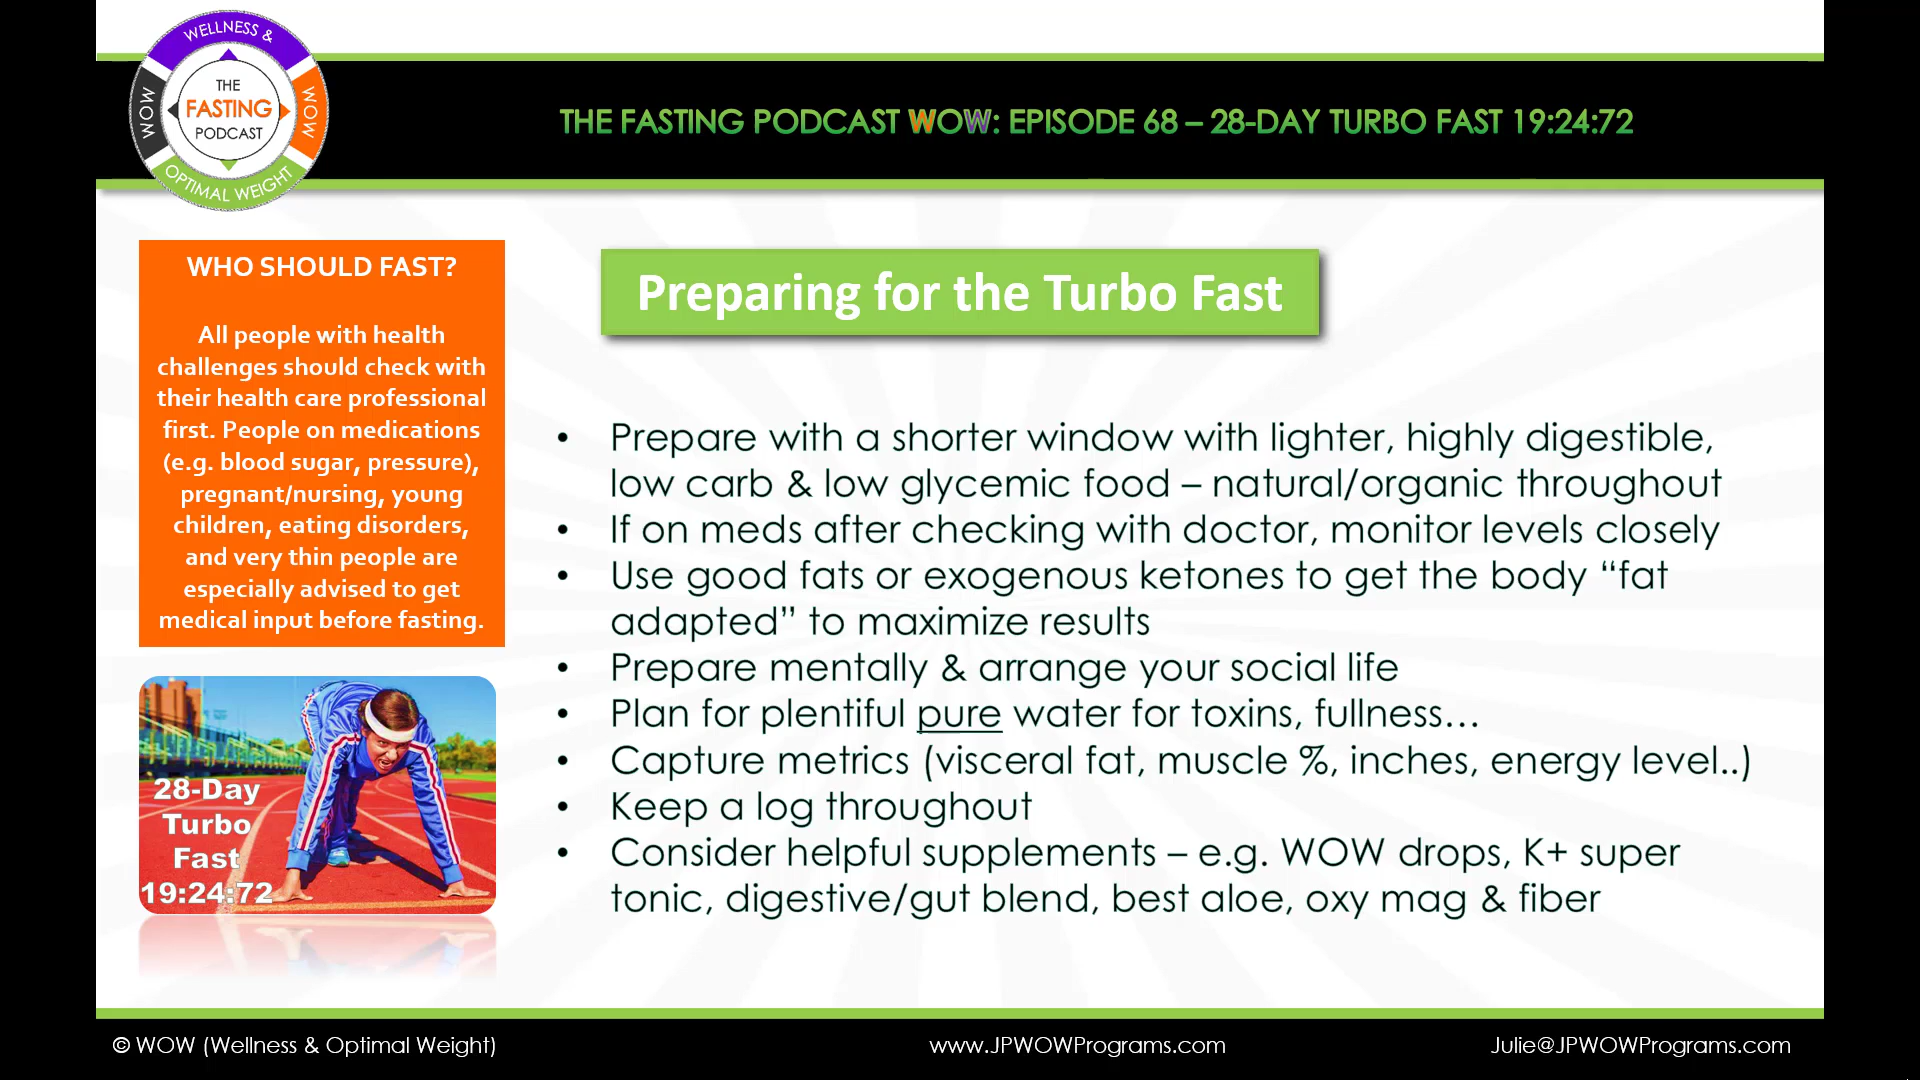 WELLNESS &
WOW
THE
FASTING
PODCAST
WOW
OPTIMAL WEIGHT
THE FASTING PODCAST WOW: EPISODE 68 – 28-DAY TURBO FAST 19:24:72
WHO SHOULD FAST?
All people with health
challenges should check with
their health care professional
first. People on medications
(e.g. blood sugar, pressure),
pregnant/nursing, young
children, eating disorders,
and very thin people are
especially advised to get
medical input before fasting.
28-Day
Turbo
Fast
19:24:72
Preparing for the Turbo Fast
• Prepare with a shorter window with lighter, highly digestible,
low carb & low glycemic food – natural/organic throughout
• If on meds after checking with doctor, monitor levels closely
• Use good fats or exogenous ketones to get the body “fat
adapted” to maximize results
• Prepare mentally & arrange your social life
• Plan for plentiful pure water for toxins, fullness…
• Capture metrics (visceral fat, muscle %, inches, energy level..)
• Keep a log throughout
• Consider helpful supplements – e.g. WOW drops, K+ super
tonic, digestive/gut blend, best aloe, oxy mag & fiber
© WOW (Wellness & Optimal Weight)
www.JPWOWPrograms.com
Julie@JPWOWPrograms.com